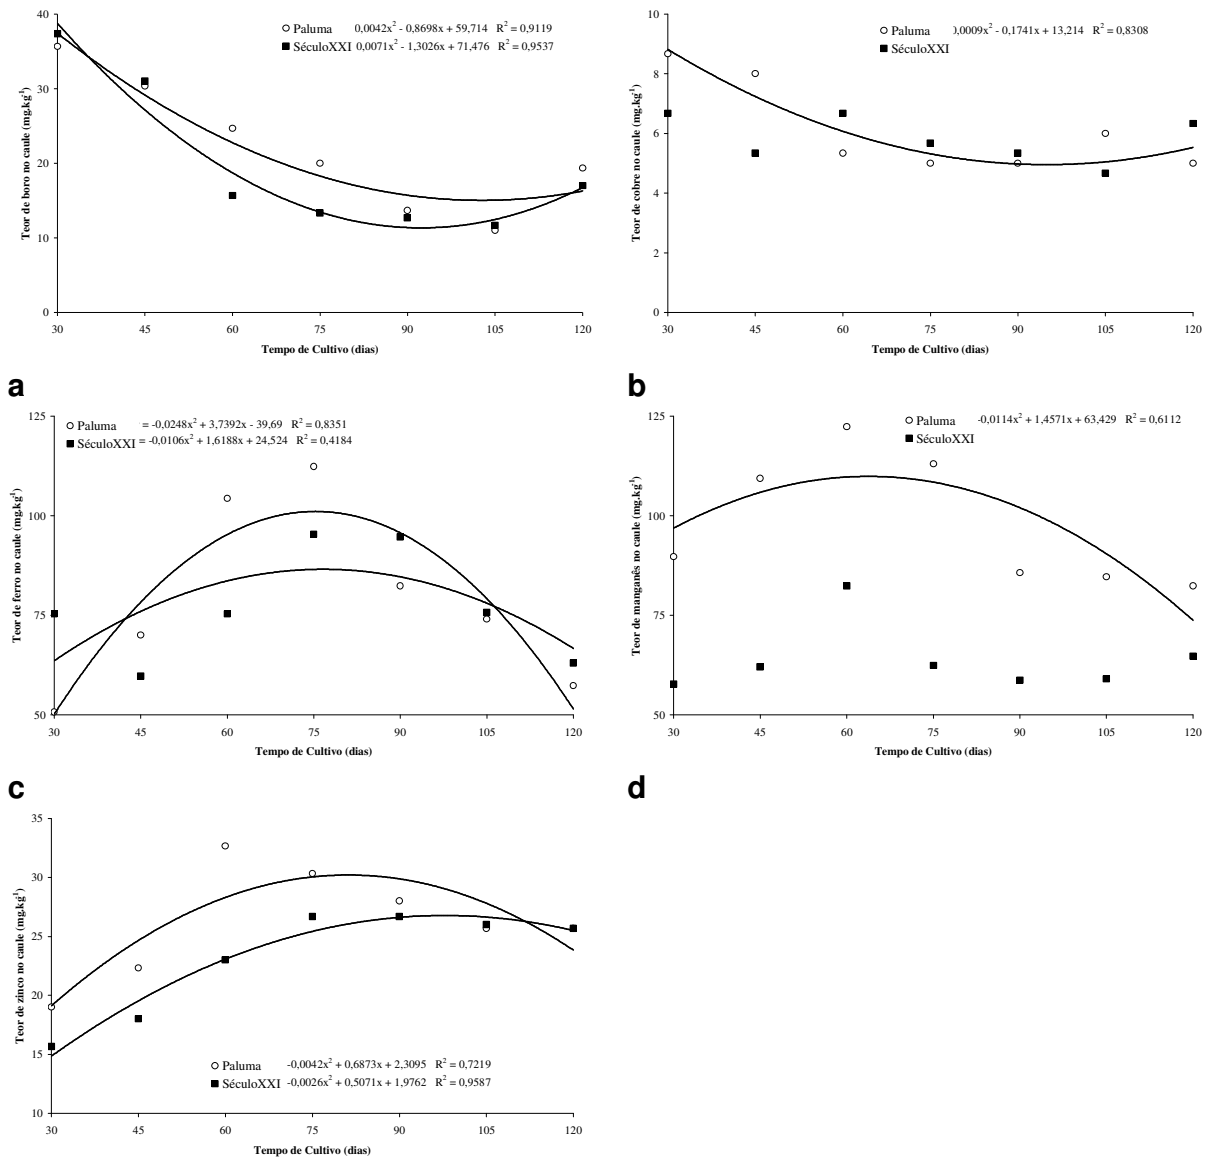 Teor de boro no caule (mg.kg-1)
40
30
20
10
0
Paluma 0,0042x2 - 0,8698x + 59,714 R2 = 0,9119
SéculoXXI 0,0071x2 - 1,3026x + 71,476 R2 = 0,9537
30 45 60 75 90 105 120
Tempo de Cultivo (dias)
a
Teor de cobre no caule (mg.kg-1)
10
8
6
4
2
0
Paluma 0,0009x2 - 0,1741x + 13,214 R2 = 0,8308
SéculoXXI
30 45 60 75 90 105 120
Tempo de Cultivo (dias)
b
Teor de ferro no caule (mg.kg-1)
125
100
75
50
Paluma = -0,0248x2 + 3,7392x - 39,69 R2 = 0,8351
SéculoXXI = -0,0106x2 + 1,6188x + 24,524 R2 = 0,4184
30 45 60 75 90 105 120
Tempo de Cultivo (dias)
c
Teor de manganês no caule (mg.kg-1)
125
100
75
50
Paluma -0,0114x2 + 1,4571x + 63,429 R2 = 0,6112
SéculoXXI
30 45 60 75 90 105 120
Tempo de Cultivo (dias)
d
Teor de zinco no caule (mg.kg-1)
35
30
25
20
15
10
Paluma -0,0042x2 + 0,6873x + 2,3095 R2 = 0,7219
SéculoXXI -0,0026x2 + 0,5071x + 1,9762 R2 = 0,9587
30 45 60 75 90 105 120
Tempo de Cultivo (dias)